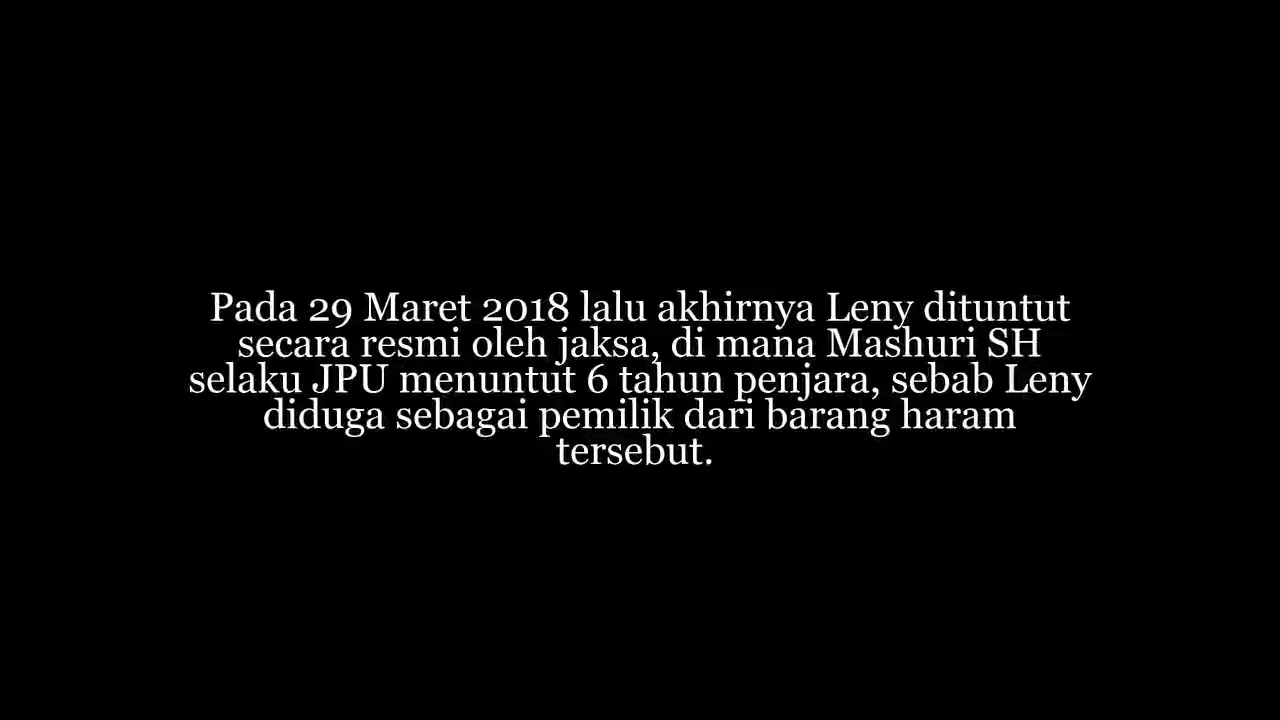 Pada 29 Maret 2018 lalu akhirnya Leny dituntut
secara resmi oleh jaksa, di mana Mashuri SH
selaku JPU menuntut 6 tahun penjara, sebab Leny
diduga sebagai pemilik dari barang haram
tersebut.